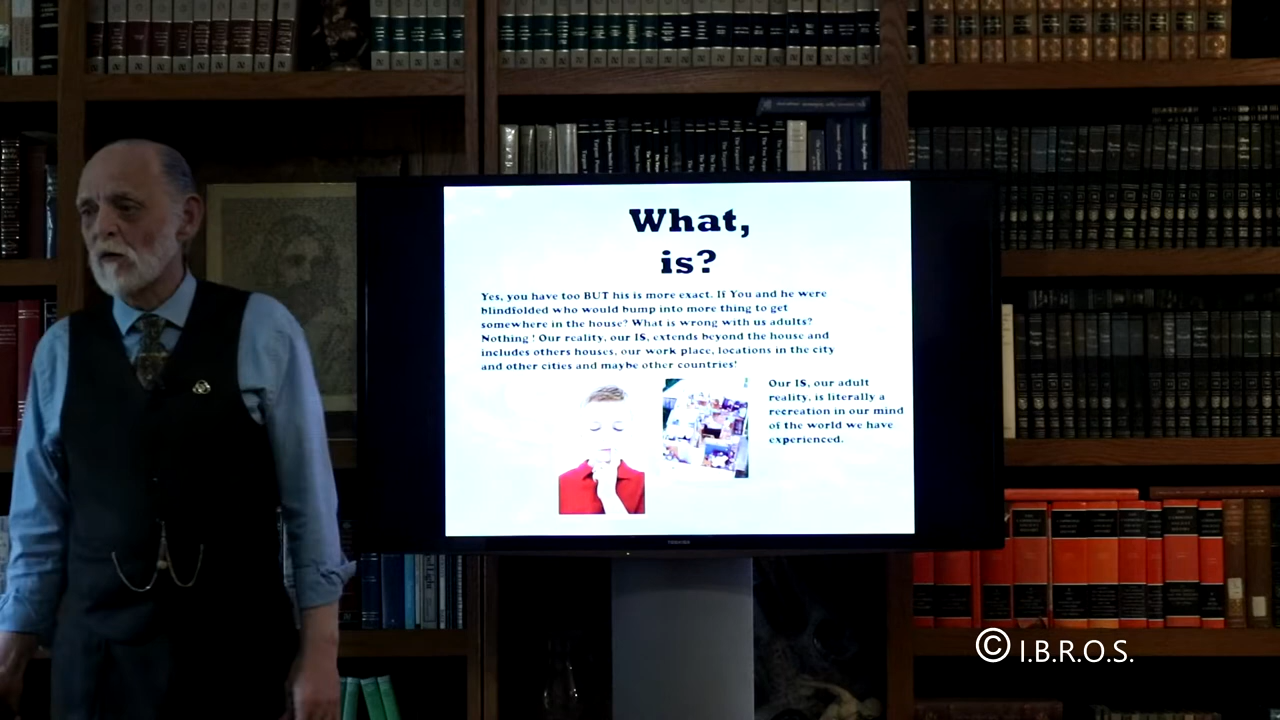 What,
is?
Yes, you have too BUT his is more exact. If You and he were
blindfolded who would bump into more thing to get
somewhere in the house? What is wrong with us adults?
Nothing ! Our reality, our IS, extends beyond the house and
includes others houses, our work place, locations in the city
and other cities and maybe other countries!
Our IS, our adult
reality, is literally a
recreation in our mind
of the world we have
experienced.
TOSHIBA
© I.B.R.O.S.